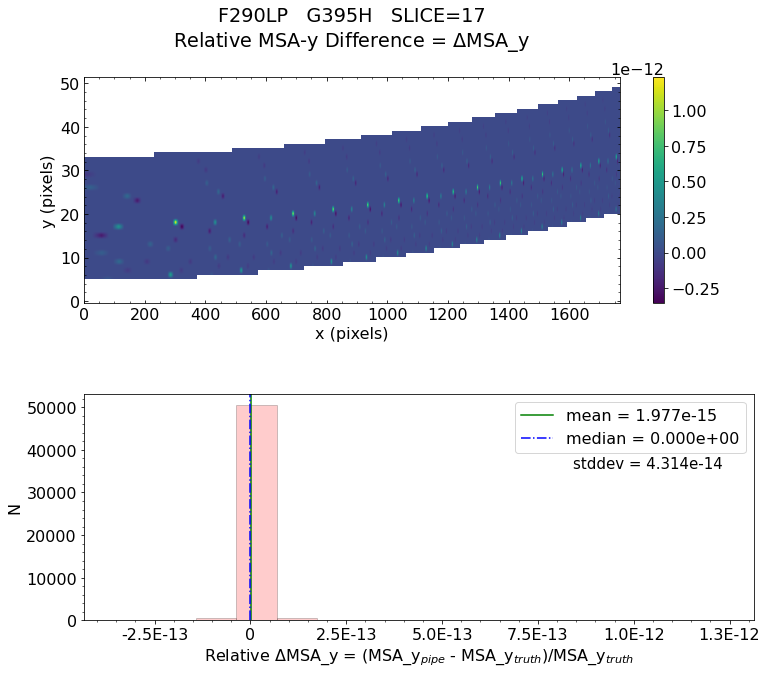 F290LP   G395H   SLICE=17
Relative MSA-y Difference = ΔMSA_y
1e−12
50
40
30
20
10
0
y (pixels)
0 200 400 600 800 1000 1200 1400 1600
x (pixels)
1.00
0.75
0.50
0.25
0.00
−0.25
50000
40000
30000
20000
10000
0
N
mean = 1.977e-15
median = 0.000e+00
stddev = 4.314e-14
-2.5E-13 0 2.5E-13 5.0E-13 7.5E-13 1.0E-12 1.3E-12
Relative ΔMSA_y = (MSA_y_pipe - MSA_y_truth)/MSA_y_truth